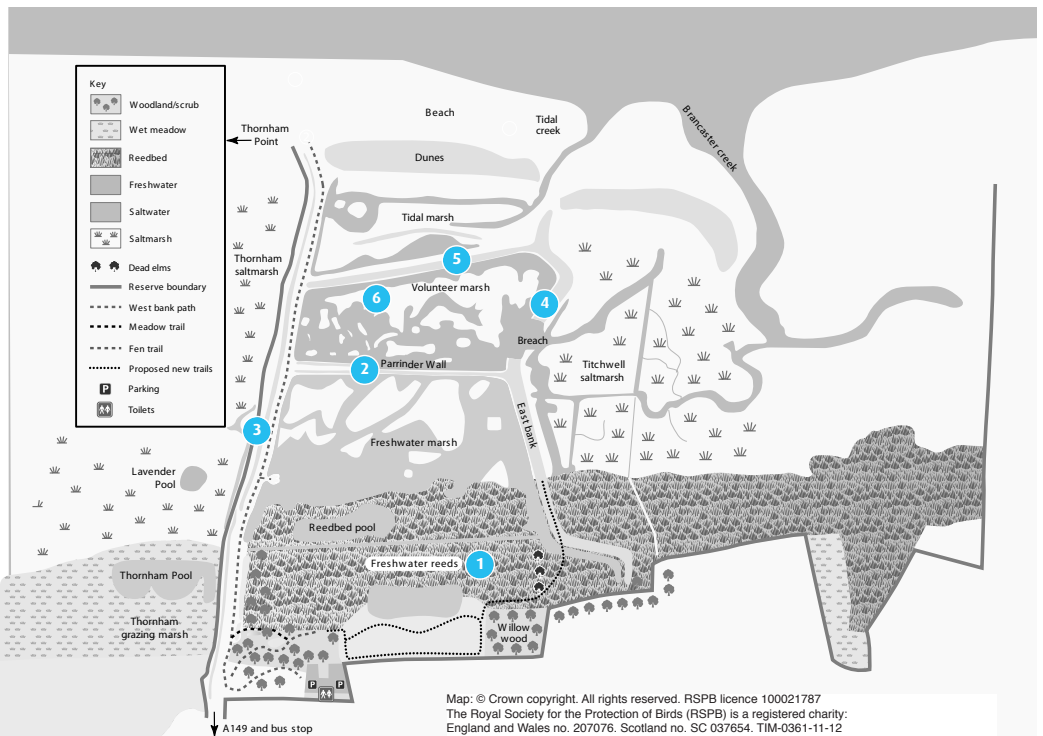 Key
Woodland/scrub
Wet meadow
Reedbed
Freshwater
Saltwater
Saltmarsh
Dead elms
Reserve boundary
West bank path
Meadow trail
Fen trail
Proposed new trails
P
Parking
Toilets
Thornham
Point
Beach
Tidal
creek
Brancaster creek
Dunes
Tidal marsh
Thornham
saltmarsh
5
Volunteer marsh
6
4
Breach
2
Parrinder Wall
Titchwell
saltmarsh
3
East bank
Freshwater marsh
Lavender
Pool
Reedbed pool
Freshwater reeds
1
Thornham Pool
Thornham
grazing marsh
Willow
wood
P
P
A149 and bus stop
Map: © Crown copyright. All rights reserved. RSPB licence 100021787
The Royal Society for the Protection of Birds (RSPB) is a registered charity:
England and Wales no. 207076. Scotland no. SC 037654. TIM-0361-11-12